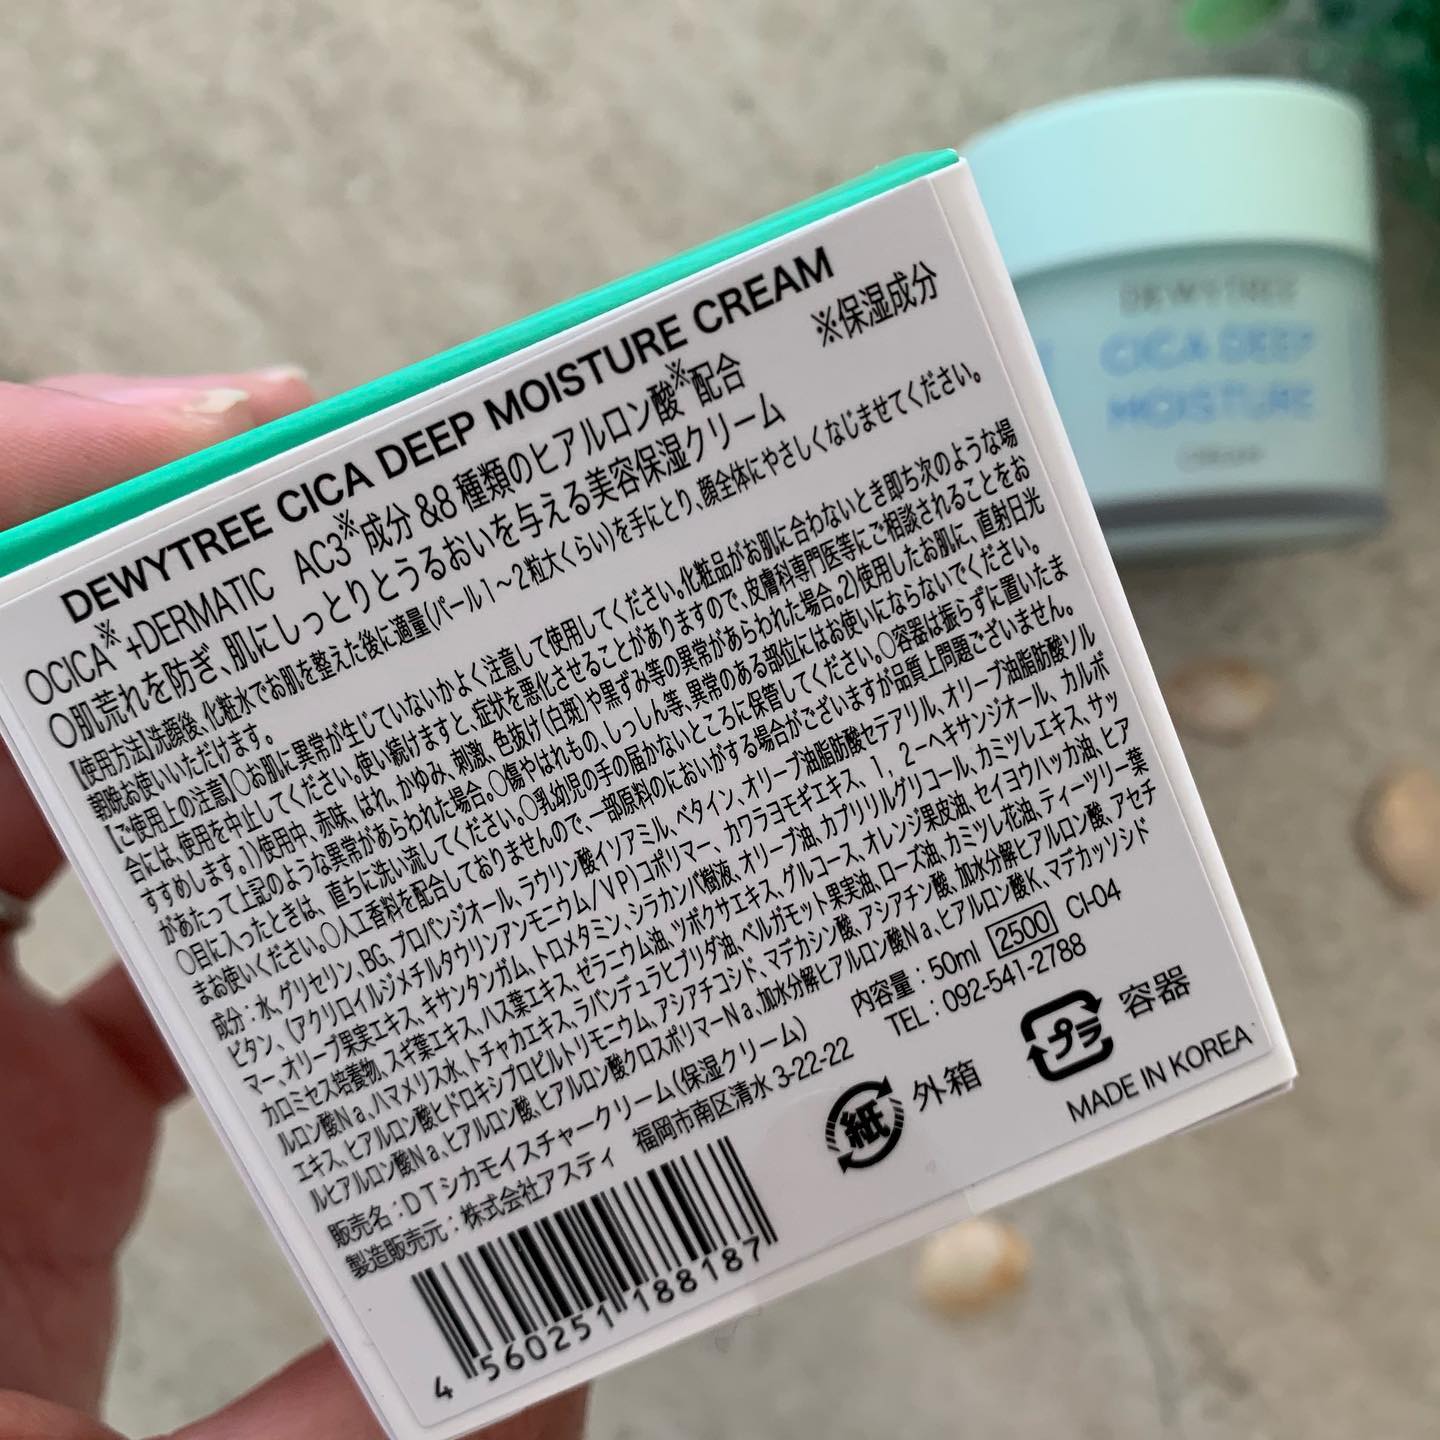 DEWYTREE CICA DEEP MOISTURE CREAM
○CICA※+DERMATIC AC3※成分&8種類のヒアルロン酸※配合 ※保湿成分
○肌荒れを防ぎ、肌にしっとりとうるおいを与える美容保湿クリーム
【使用方法】洗顔後、化粧水でお肌を整えた後に適量(パール1～2粒大くらい)を手にとり、顔全体にやさしくなじませてください。
朝晩お使いいただけます。
【ご使用上の注意】○お肌に異常が生じていないかよく注意して使用してください。化粧品がお肌に合わないとき即ち次のような場
合には、使用を中止してください。使い続けますと、症状を悪化させることがありますので、皮膚科専門医等にご相談されることをお
すすめします。1)使用中、赤味、はれ、かゆみ、刺激、色抜け(白斑)や黒ずみ等の異常があらわれた場合。2)使用したお肌に、直射日光
があたって上記のような異常があらわれた場合。○傷やはれもの、しっしん等、異常のある部位にはお使いにならないでください。
○目に入ったときは、直ちに洗い流してください。○乳幼児の手の届かないところに保管してください。○容器は振らずに置いたま
まお使いください。○人工香料を配合しておりませんので、一部原料のにおいがする場合がございますが品質上問題ございません。
成分：水、グリセリン、BG、プロパンジオール、ラウリン酸イソアミル、ベタイン、オリーブ油脂肪酸セテアリル、オリーブ油脂肪酸ソル
ビタン、(アクリロイルジメチルタウリンアンモニウム/VP)コポリマー、カワラヨモギエキス、1,2-ヘキサンジオール、カルボ
マー、オリーブ果実エキス、キサンタンガム、トロメタミン、シラカンバ樹液、オリーブ油、カプリリルグリコール、カミツレエキス、サッ
カロミセス培養物、スギ葉エキス、ハス葉エキス、ゼラニウム油、ツボクサエキス、グルコース、オレンジ果皮油、セイヨウハッカ油、ヒア
ルロン酸Na、ハマメリス水、トチャカエキス、ラバンデュラヒブリダ油、ベルガモット果実油、ローズ油、カミツレ花油、ティーツリー葉
エキス、ヒアルロン酸ヒドロキシプロピルトリモニウム、アシアチコシド、マデカシン酸、アシアチン酸、加水分解ヒアルロン酸、アセチ
ルヒアルロン酸Na、ヒアルロン酸、ヒアルロン酸クロスポリマーNa、加水分解ヒアルロン酸Na、ヒアルロン酸K、マデカッソシド
販売名：DTシカモイスチャークリーム(保湿クリーム) 内容量：50ml 2500 CI-04
製造販売元：株式会社アスティ 福岡市南区清水3-22-22 TEL：092-541-2788
紙 外箱 プラ 容器
MADE IN KOREA
4 560251 188187
DEWYTREE
CICA DEEP
MOISTURE
CREAM